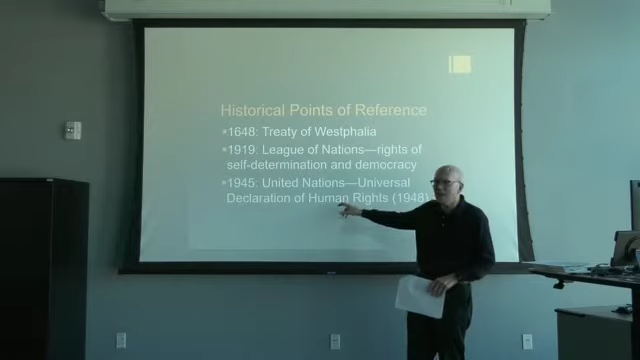 Historical Points of Reference
▪1648: Treaty of Westphalia
▪1919: League of Nations—rights of
self-determination and democracy
▪1945: United Nations—Universal
Declaration of Human Rights (1948)